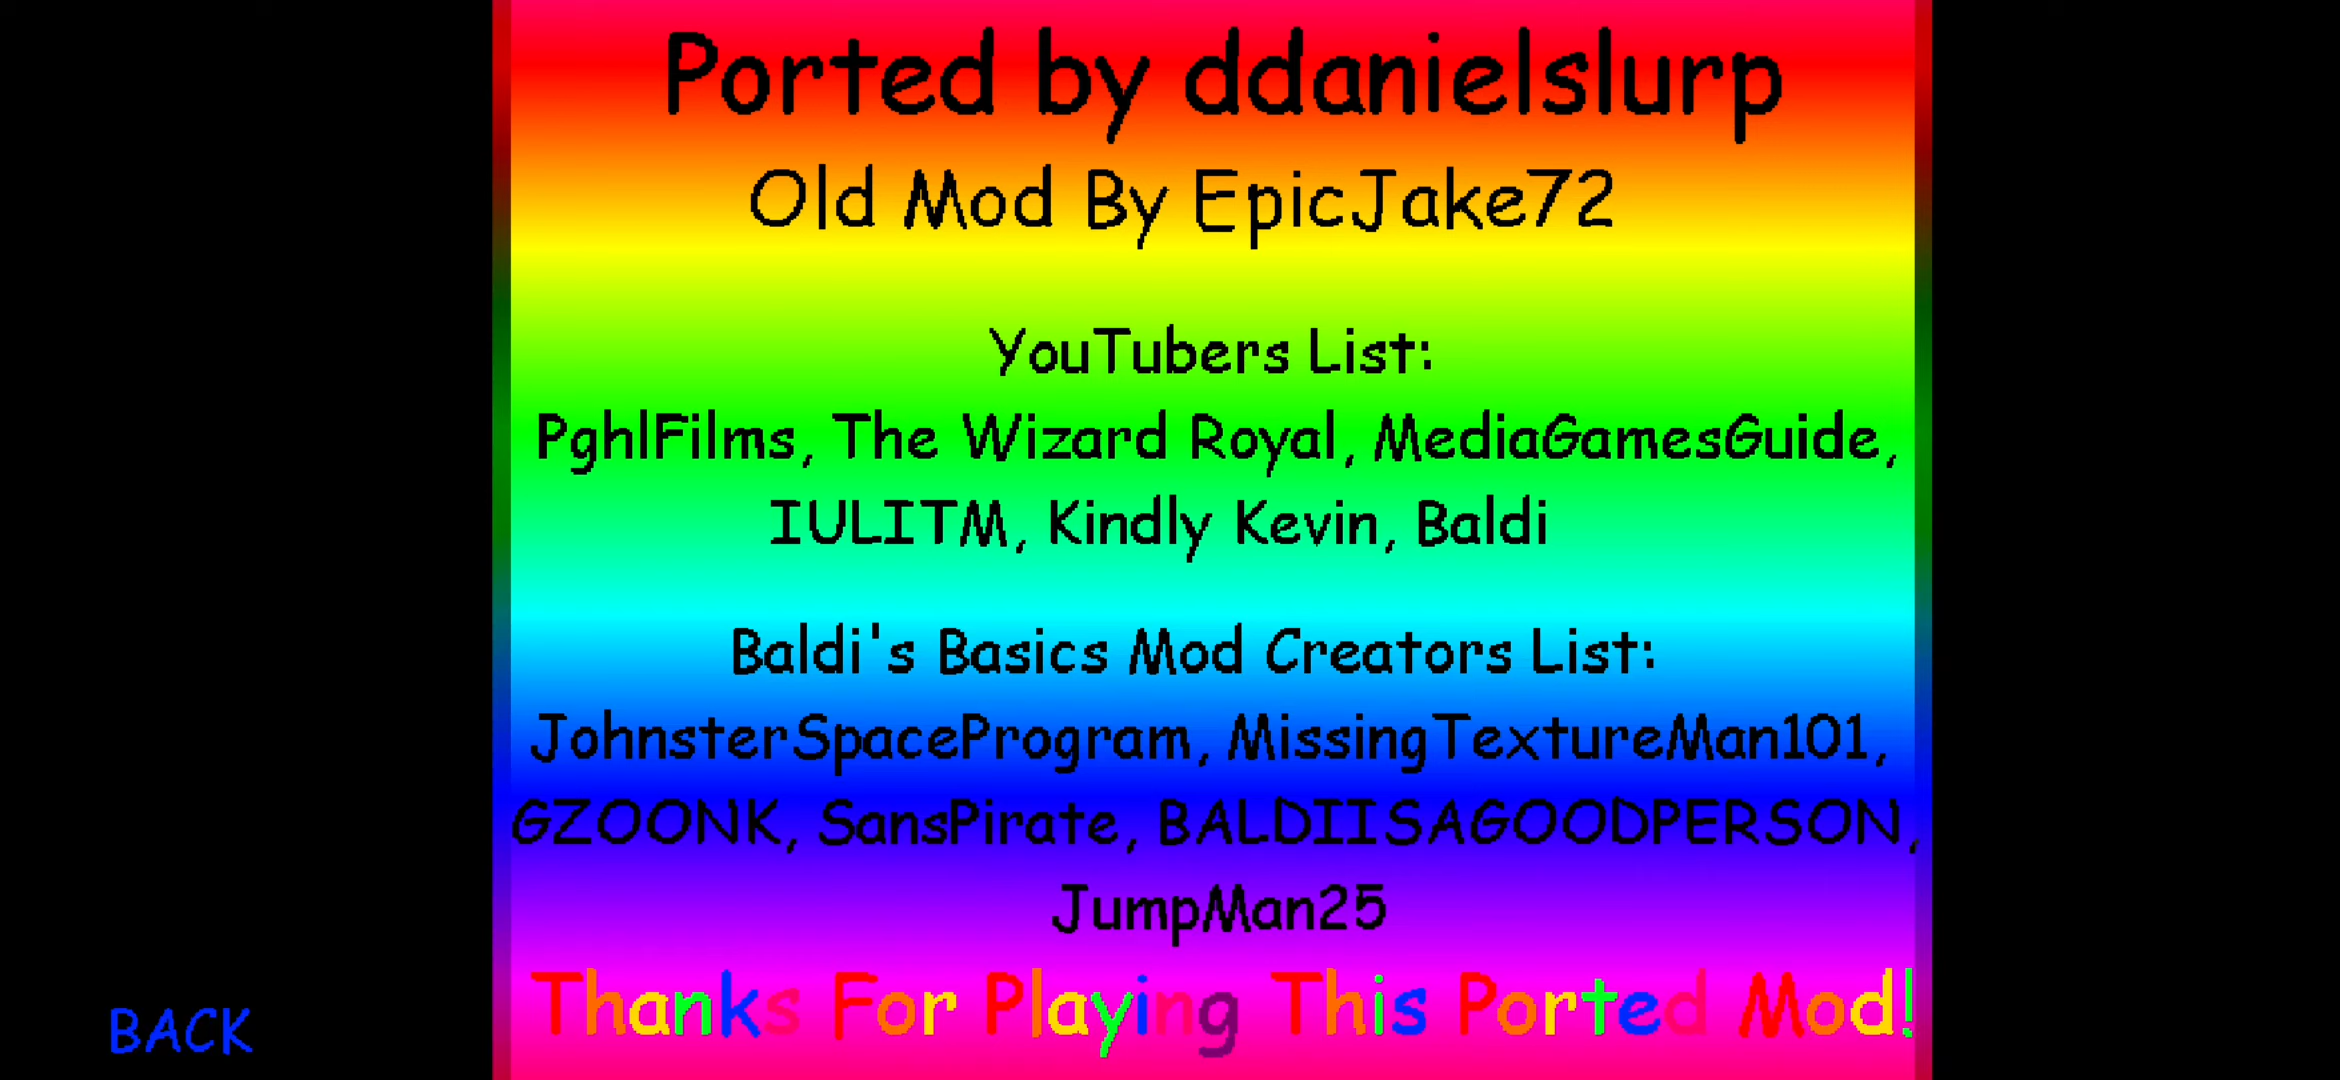 Ported by ddanielslurp
Old Mod By EpicJake72
YouTubers List:
PghlFilms, The Wizard Royal, MediaGamesGuide,
IULITM, Kindly Kevin, Baldi
Baldi's Basics Mod Creators List:
JohnsterSpaceProgram, MissingTextureMan101,
GZOONK, SansPirate, BALDIISAGOODPERSON,
JumpMan25
Thanks For Playing This Ported Mod!
BACK